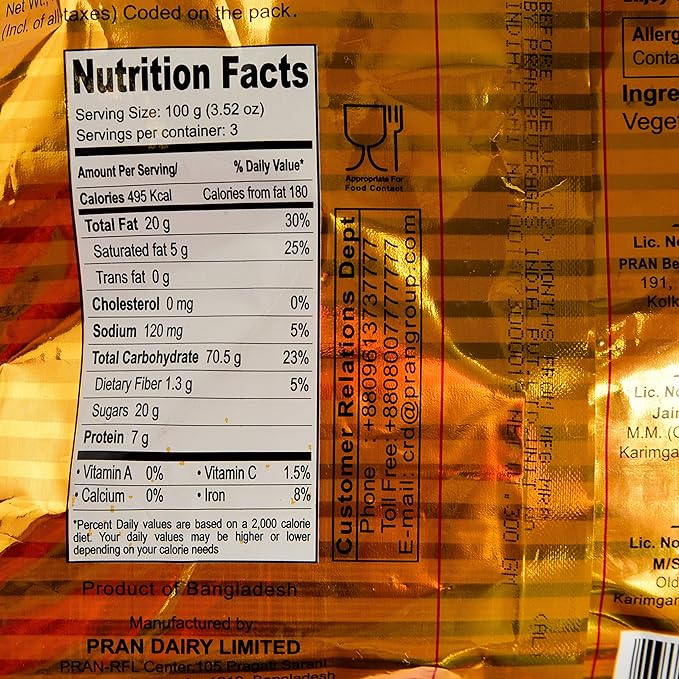 Net Wt.,
(Incl. of all taxes) Coded on the pack.
Nutrition Facts
Serving Size: 100 g (3.52 oz)
Servings per container: 3
Amount Per Serving/ % Daily Value*
Calories 495 Kcal Calories from fat 180
Total Fat 20 g 30%
Saturated fat 5 g 25%
Trans fat 0 g
Cholesterol 0 mg 0%
Sodium 120 mg 5%
Total Carbohydrate 70.5 g 23%
Dietary Fiber 1.3 g 5%
Sugars 20 g
Protein 7 g
• Vitamin A 0% • Vitamin C 1.5%
• Calcium 0% • Iron 8%
*Percent Daily values are based on a 2,000 calorie
diet. Your daily values may be higher or lower
depending on your calorie needs
Product of Bangladesh
Manufactured by:
PRAN DAIRY LIMITED
PRAN-RFL Center, 105 Pragati Sarani
Bangladesh
Appropriate For
Food Contact
Customer Relations Dept
Phone : +8809613737777
Toll Free: +8808007777777
E-mail: crd@prangroup.com
Allerg
Conta
Ingre
Veget
Lic. No
PRAN Be
191,
Kolk
Lic. No
Jain
M.M. (C
Karimga
Lic. No
M/S
Old
Karimgan